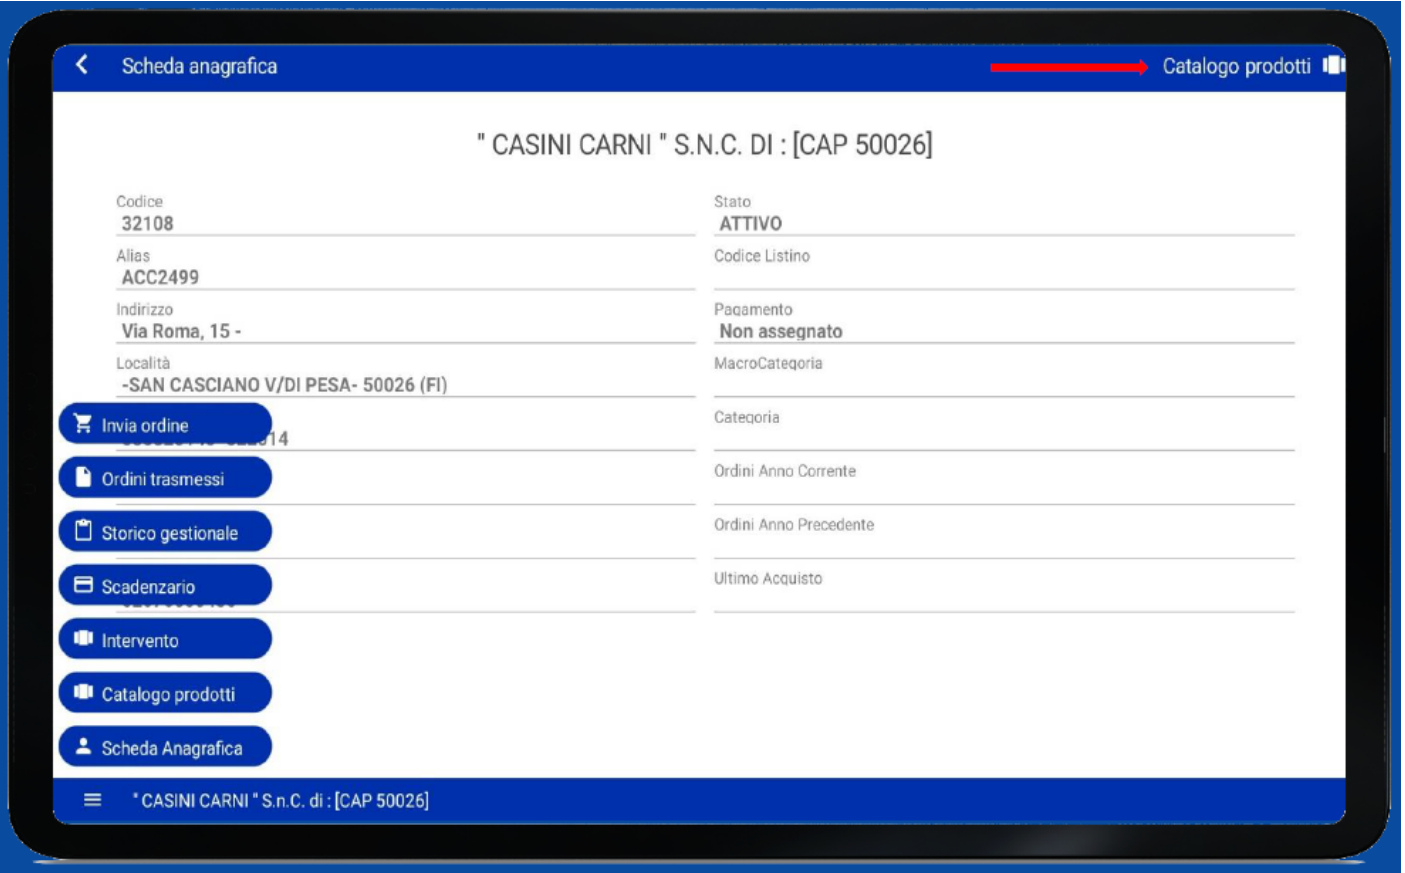 Scheda anagrafica
Catalogo prodotti
" CASINI CARNI " S.N.C. DI : [CAP 50026]
Codice
32108
Stato
ATTIVO
Alias
ACC2499
Codice Listino
Indirizzo
Via Roma, 15 -
Pagamento
Non assegnato
Località
-SAN CASCIANO V/DI PESA- 50026 (FI)
MacroCategoria
Categoria
Ordini Anno Corrente
Ordini Anno Precedente
Ultimo Acquisto
Invia ordine
Ordini trasmessi
Storico gestionale
Scadenzario
Intervento
Catalogo prodotti
Scheda Anagrafica
" CASINI CARNI " S.n.C. di : [CAP 50026]